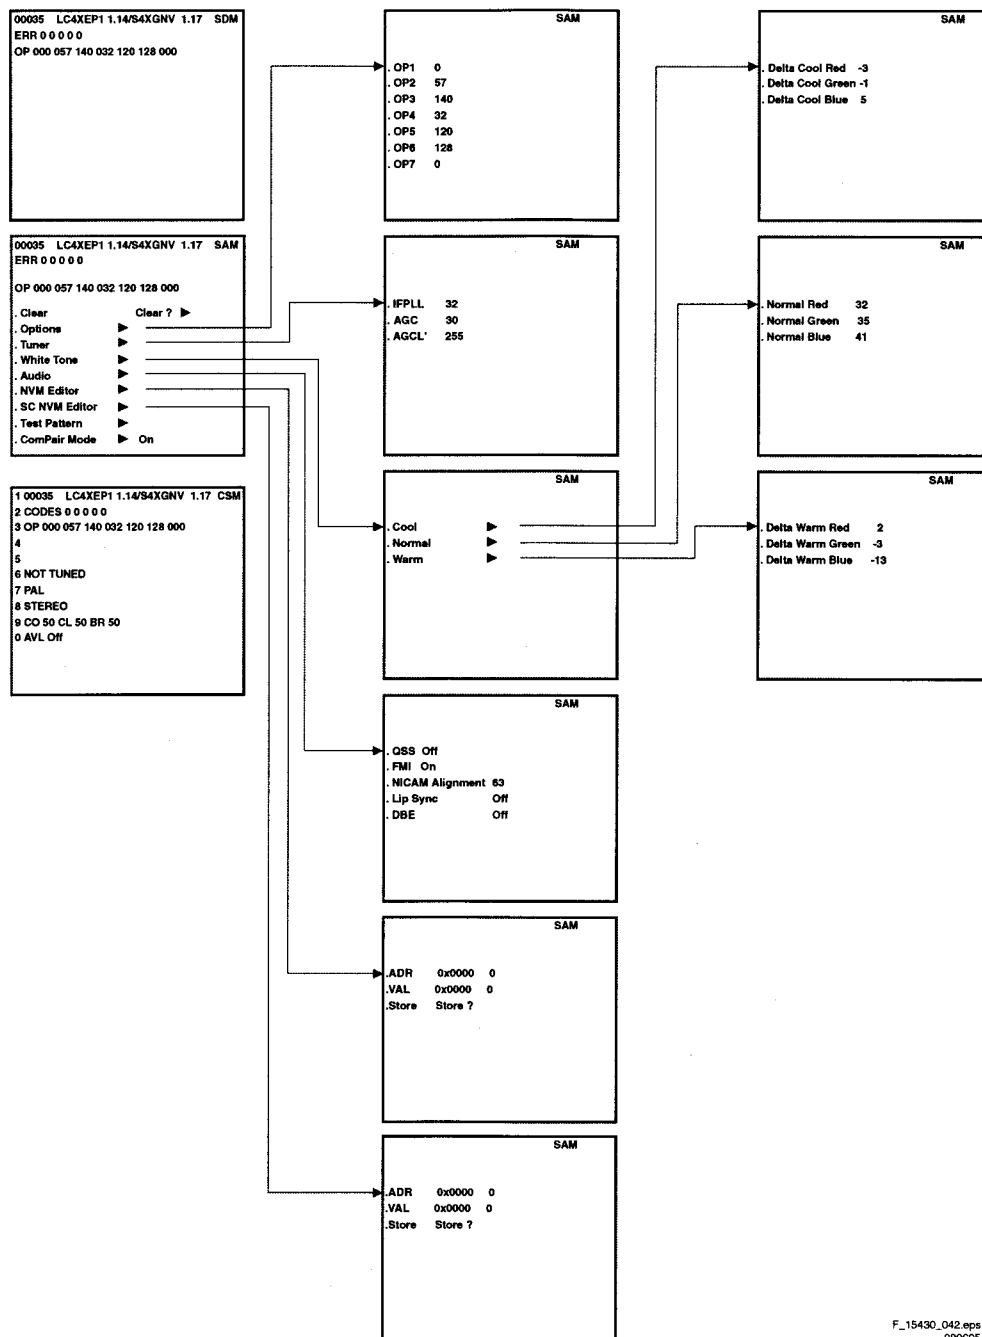 00035 LC4XEP1 1.14/S4XGNV 1.17 SDM
ERR 0 0 0 0 0
OP 000 057 140 032 120 128 000
00035 LC4XEP1 1.14/S4XGNV 1.17 SAM
ERR 0 0 0 0 0
OP 000 057 140 032 120 128 000
. Clear Clear ? ▶
. Options ▶
. Tuner ▶
. White Tone ▶
. Audio ▶
. NVM Editor ▶
. SC NVM Editor ▶
. Test Pattern ▶
. ComPair Mode ▶ On
1 00035 LC4XEP1 1.14/S4XGNV 1.17 CSM
2 CODES 0 0 0 0 0
3 OP 000 057 140 032 120 128 000
4
5
6 NOT TUNED
7 PAL
8 STEREO
9 CO 50 CL 50 BR 50
0 AVL Off
SAM
. OP1 0
. OP2 57
. OP3 140
. OP4 32
. OP5 120
. OP6 128
. OP7 0
SAM
. IFPLL 32
. AGC 30
. AGCL' 255
SAM
. Cool ▶
. Normal ▶
. Warm ▶
SAM
. QSS Off
. FMI On
. NICAM Alignment 63
. Lip Sync Off
. DBE Off
SAM
.ADR 0x0000 0
.VAL 0x0000 0
.Store Store ?
SAM
.ADR 0x0000 0
.VAL 0x0000 0
.Store Store ?
SAM
. Delta Cool Red -3
. Delta Cool Green -1
. Delta Cool Blue 5
SAM
. Normal Red 32
. Normal Green 35
. Normal Blue 41
SAM
. Delta Warm Red 2
. Delta Warm Green -3
. Delta Warm Blue -13
F_15430_042.eps